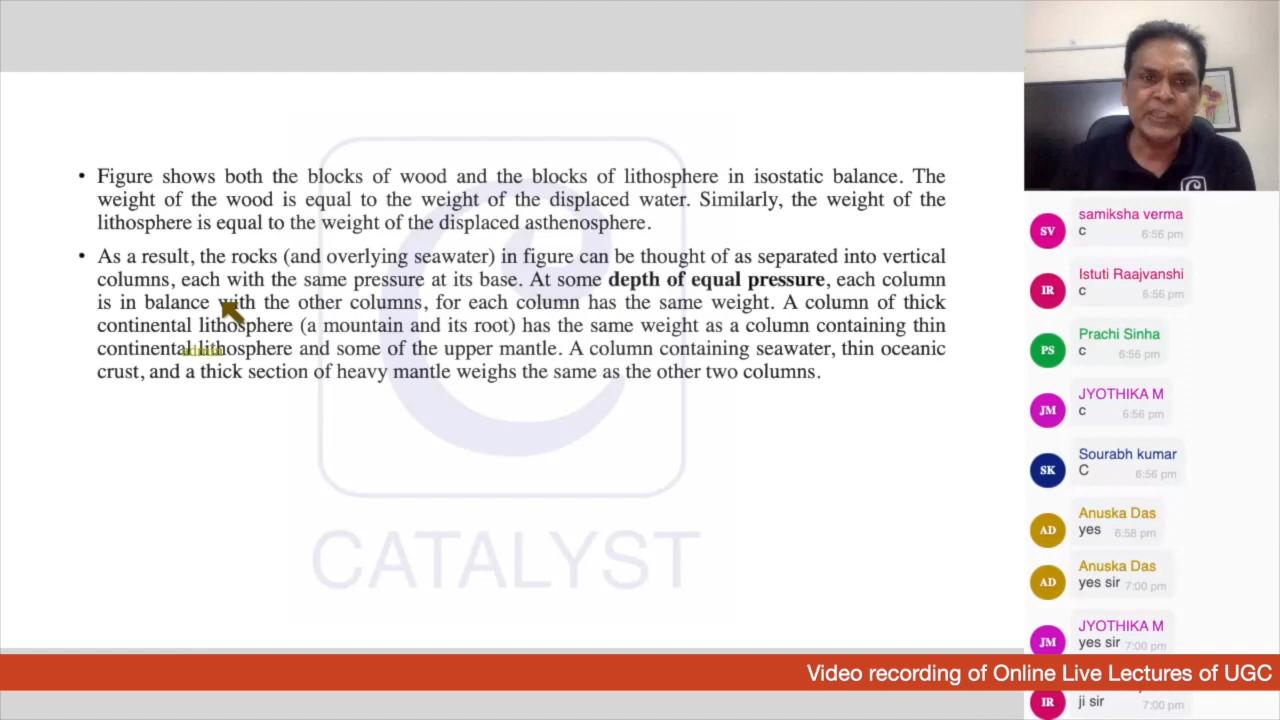 • Figure shows both the blocks of wood and the blocks of lithosphere in isostatic balance. The
weight of the wood is equal to the weight of the displaced water. Similarly, the weight of the
lithosphere is equal to the weight of the displaced asthenosphere.
• As a result, the rocks (and overlying seawater) in figure can be thought of as separated into vertical
columns, each with the same pressure at its base. At some depth of equal pressure, each column
is in balance with the other columns, for each column has the same weight. A column of thick
continental lithosphere (a mountain and its root) has the same weight as a column containing thin
continental lithosphere and some of the upper mantle. A column containing seawater, thin oceanic
crust, and a thick section of heavy mantle weighs the same as the other two columns.
CATALYST
SV
samiksha verma
c
6:56 pm
IR
Istuti Raajvanshi
c
6:56 pm
PS
Prachi Sinha
c
6:56 pm
JM
JYOTHIKA M
c
6:56 pm
SK
Sourabh kumar
C
6:56 pm
AD
Anuska Das
yes
6:58 pm
AD
Anuska Das
yes sir
7:00 pm
JM
JYOTHIKA M
yes sir
7:00 pm
Video recording of Online Live Lectures of UGC
IR
ji sir
7:00 pm